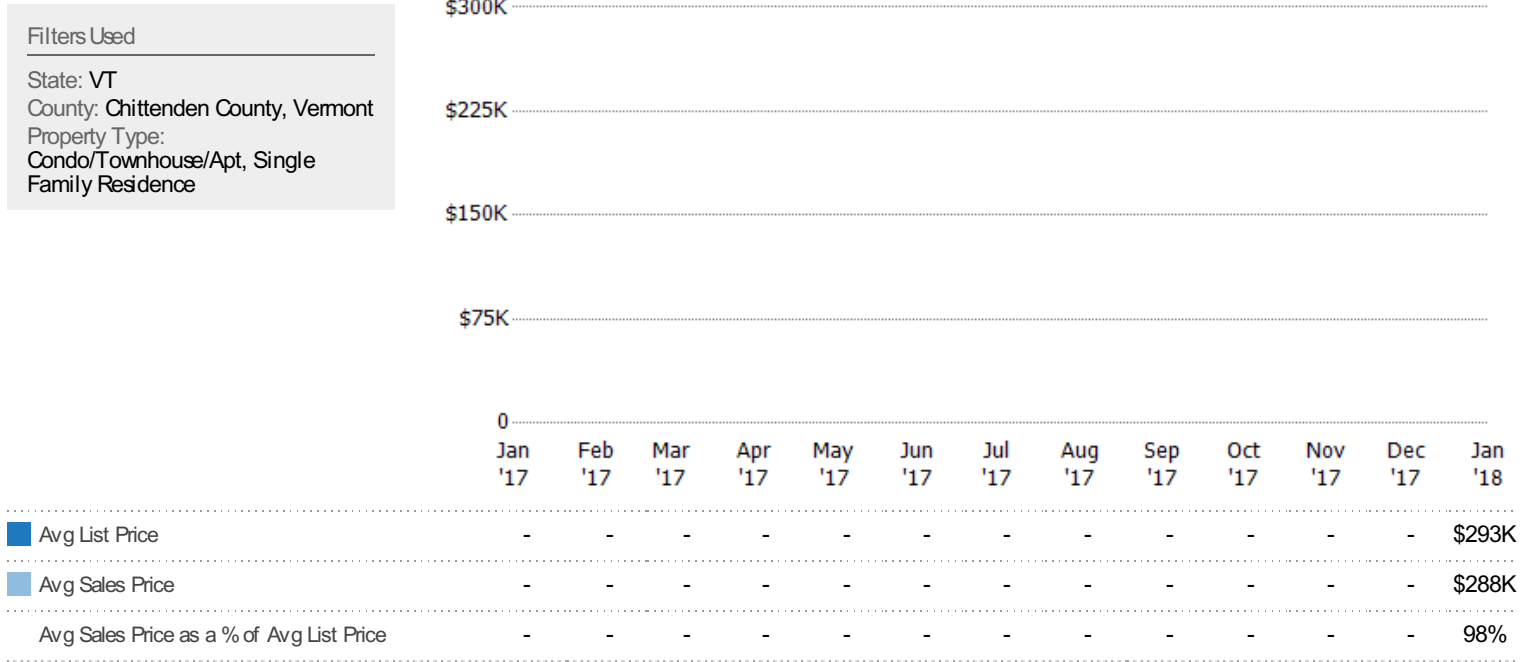 Filters Used
State: VT
County: Chittenden County, Vermont
Property Type:
Condo/Townhouse/Apt, Single
Family Residence
$300K
$225K
$150K
$75K
0
Jan Feb Mar Apr May Jun Jul Aug Sep Oct Nov Dec Jan
'17 '17 '17 '17 '17 '17 '17 '17 '17 '17 '17 '17 '18
Avg List Price - - - - - - - - - - - - $293K
Avg Sales Price - - - - - - - - - - - - $288K
Avg Sales Price as a % of Avg List Price - - - - - - - - - - - - 98%